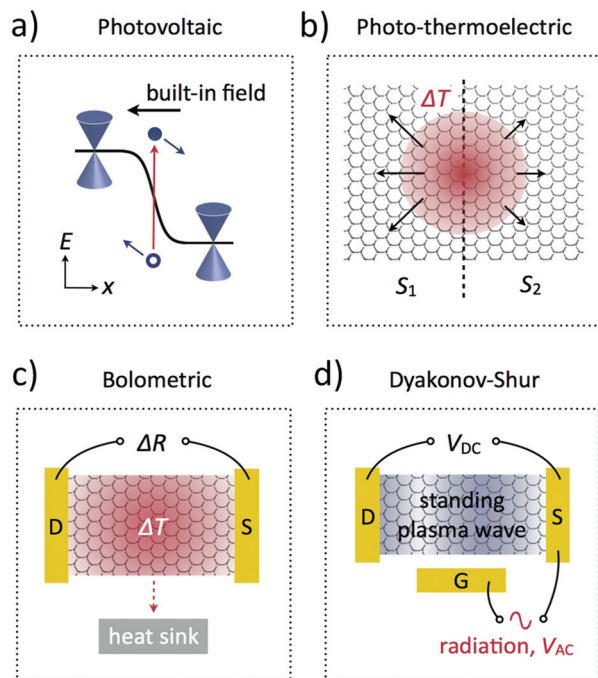 a) Photovoltaic
built-in field
E
x
b) Photo-thermoelectric
ΔT
S1 S2
c) Bolometric
ΔR
D ΔT S
heat sink
d) Dyakonov-Shur
VDC
D standing S
plasma wave
G
radiation, VAC